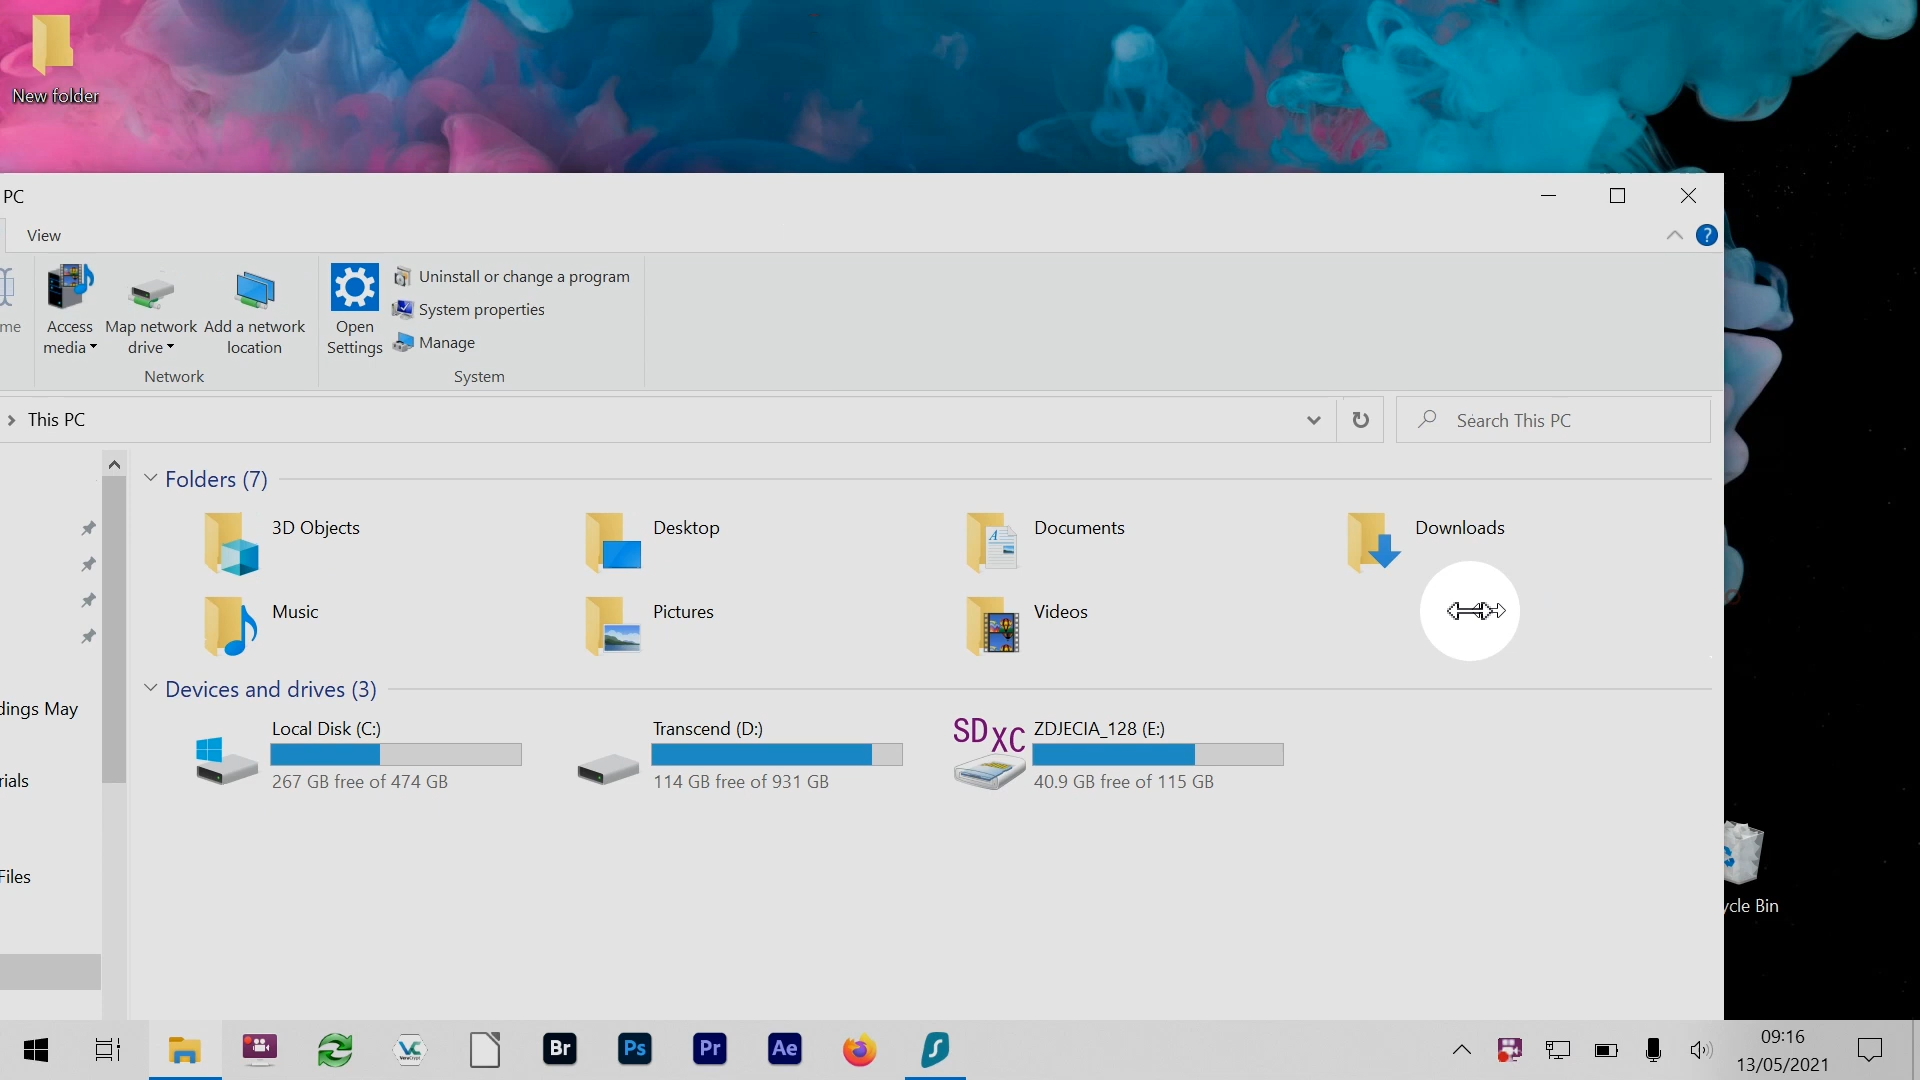 New folder
PC
View
?
me
Access
media
Map network
drive
Add a network
location
Network
Open
Settings
Uninstall or change a program
System properties
Manage
System
This PC
Search This PC
Folders (7)
3D Objects
Desktop
Documents
Downloads
Music
Pictures
Videos
Devices and drives (3)
Local Disk (C:)
267 GB free of 474 GB
Transcend (D:)
114 GB free of 931 GB
SD XC
ZDJECIA_128 (E:)
40.9 GB free of 115 GB
dings May
rials
Files
ycle Bin
VC
VeraCrypt
Br
Ps
Pr
Ae
09:16
13/05/2021